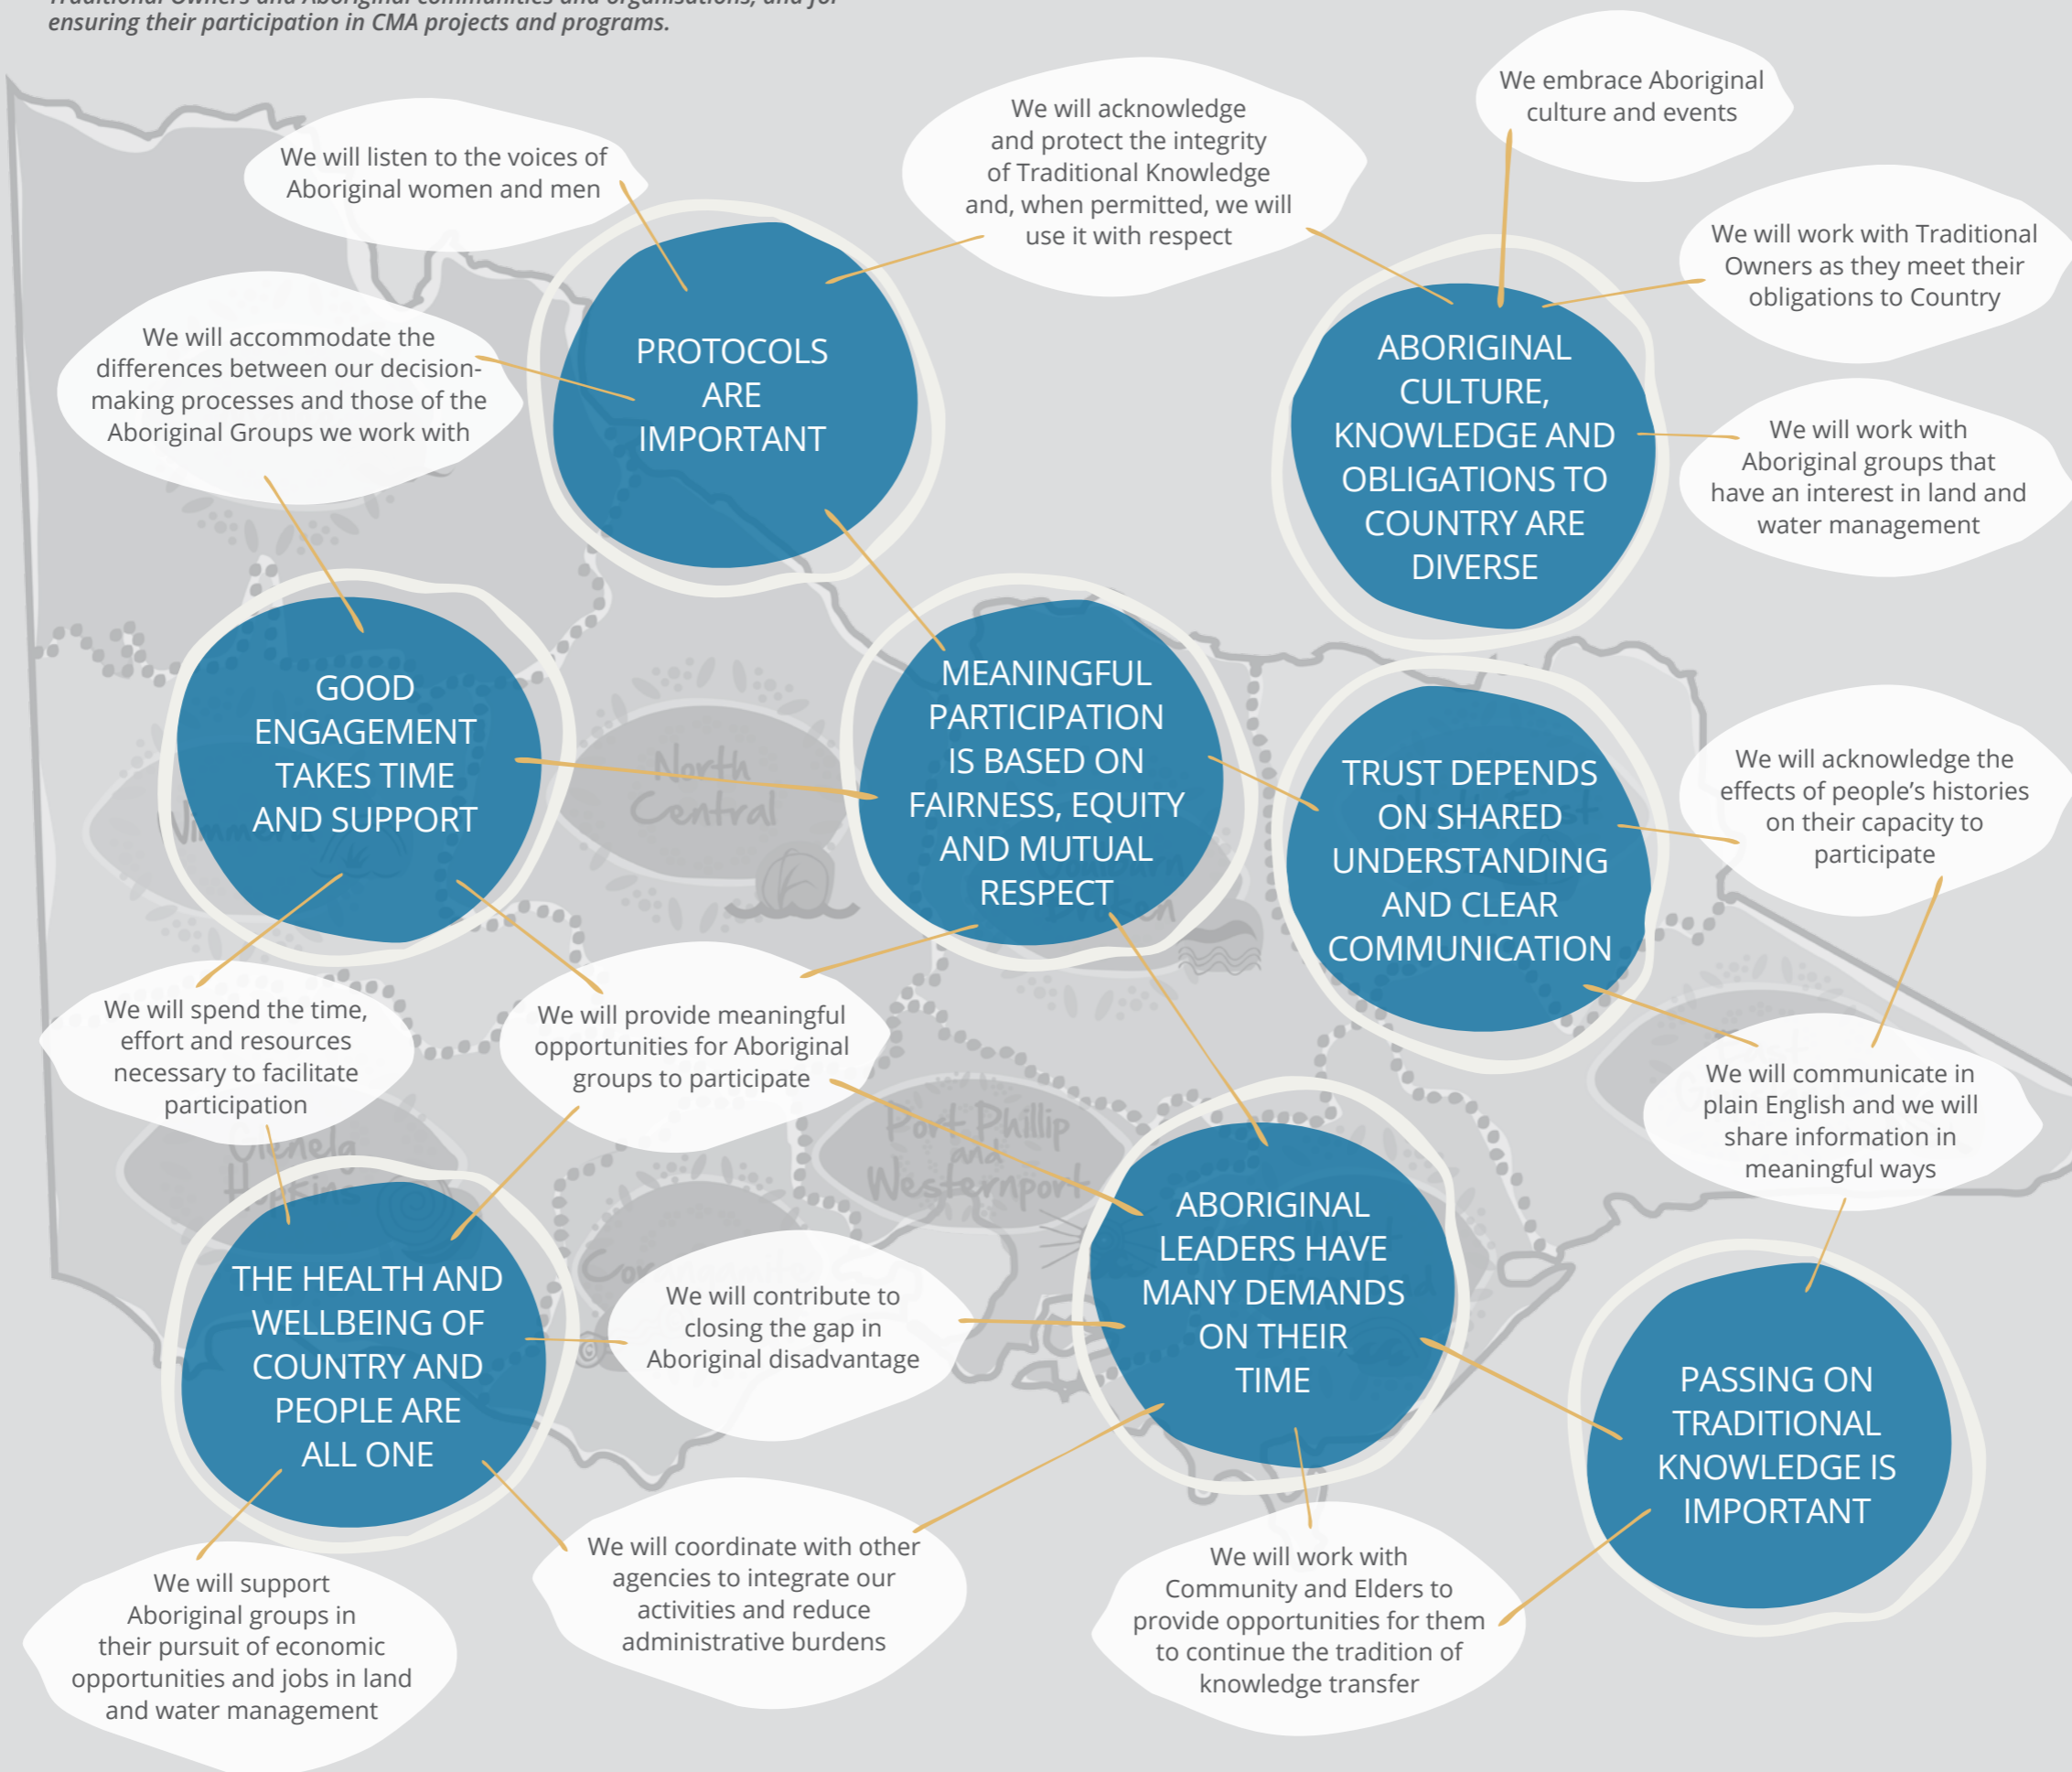 Traditional Owners and Aboriginal communities and organisations, and for
ensuring their participation in CMA projects and programs.
We embrace Aboriginal
culture and events
We will acknowledge
and protect the integrity
of Traditional Knowledge
and, when permitted, we will
use it with respect
We will listen to the voices of
Aboriginal women and men
We will work with Traditional
Owners as they meet their
obligations to Country
We will accommodate the
differences between our decision-
making processes and those of the
Aboriginal Groups we work with
PROTOCOLS
ARE
IMPORTANT
ABORIGINAL
CULTURE,
KNOWLEDGE AND
OBLIGATIONS TO
COUNTRY ARE
DIVERSE
We will work with
Aboriginal groups that
have an interest in land and
water management
GOOD
ENGAGEMENT
TAKES TIME
AND SUPPORT
North
Central
MEANINGFUL
PARTICIPATION
IS BASED ON
FAIRNESS, EQUITY
AND MUTUAL
RESPECT
TRUST DEPENDS
ON SHARED
UNDERSTANDING
AND CLEAR
COMMUNICATION
We will acknowledge the
effects of people's histories
on their capacity to
participate
We will spend the time,
effort and resources
necessary to facilitate
participation
We will provide meaningful
opportunities for Aboriginal
groups to participate
We will communicate in
plain English and we will
share information in
meaningful ways
Glenelg
Hopkins
Port Phillip
and
Westernport
Corangamite
THE HEALTH AND
WELLBEING OF
COUNTRY AND
PEOPLE ARE
ALL ONE
We will contribute to
closing the gap in
Aboriginal disadvantage
ABORIGINAL
LEADERS HAVE
MANY DEMANDS
ON THEIR
TIME
PASSING ON
TRADITIONAL
KNOWLEDGE IS
IMPORTANT
We will support
Aboriginal groups in
their pursuit of economic
opportunities and jobs in land
and water management
We will coordinate with other
agencies to integrate our
activities and reduce
administrative burdens
We will work with
Community and Elders to
provide opportunities for them
to continue the tradition of
knowledge transfer